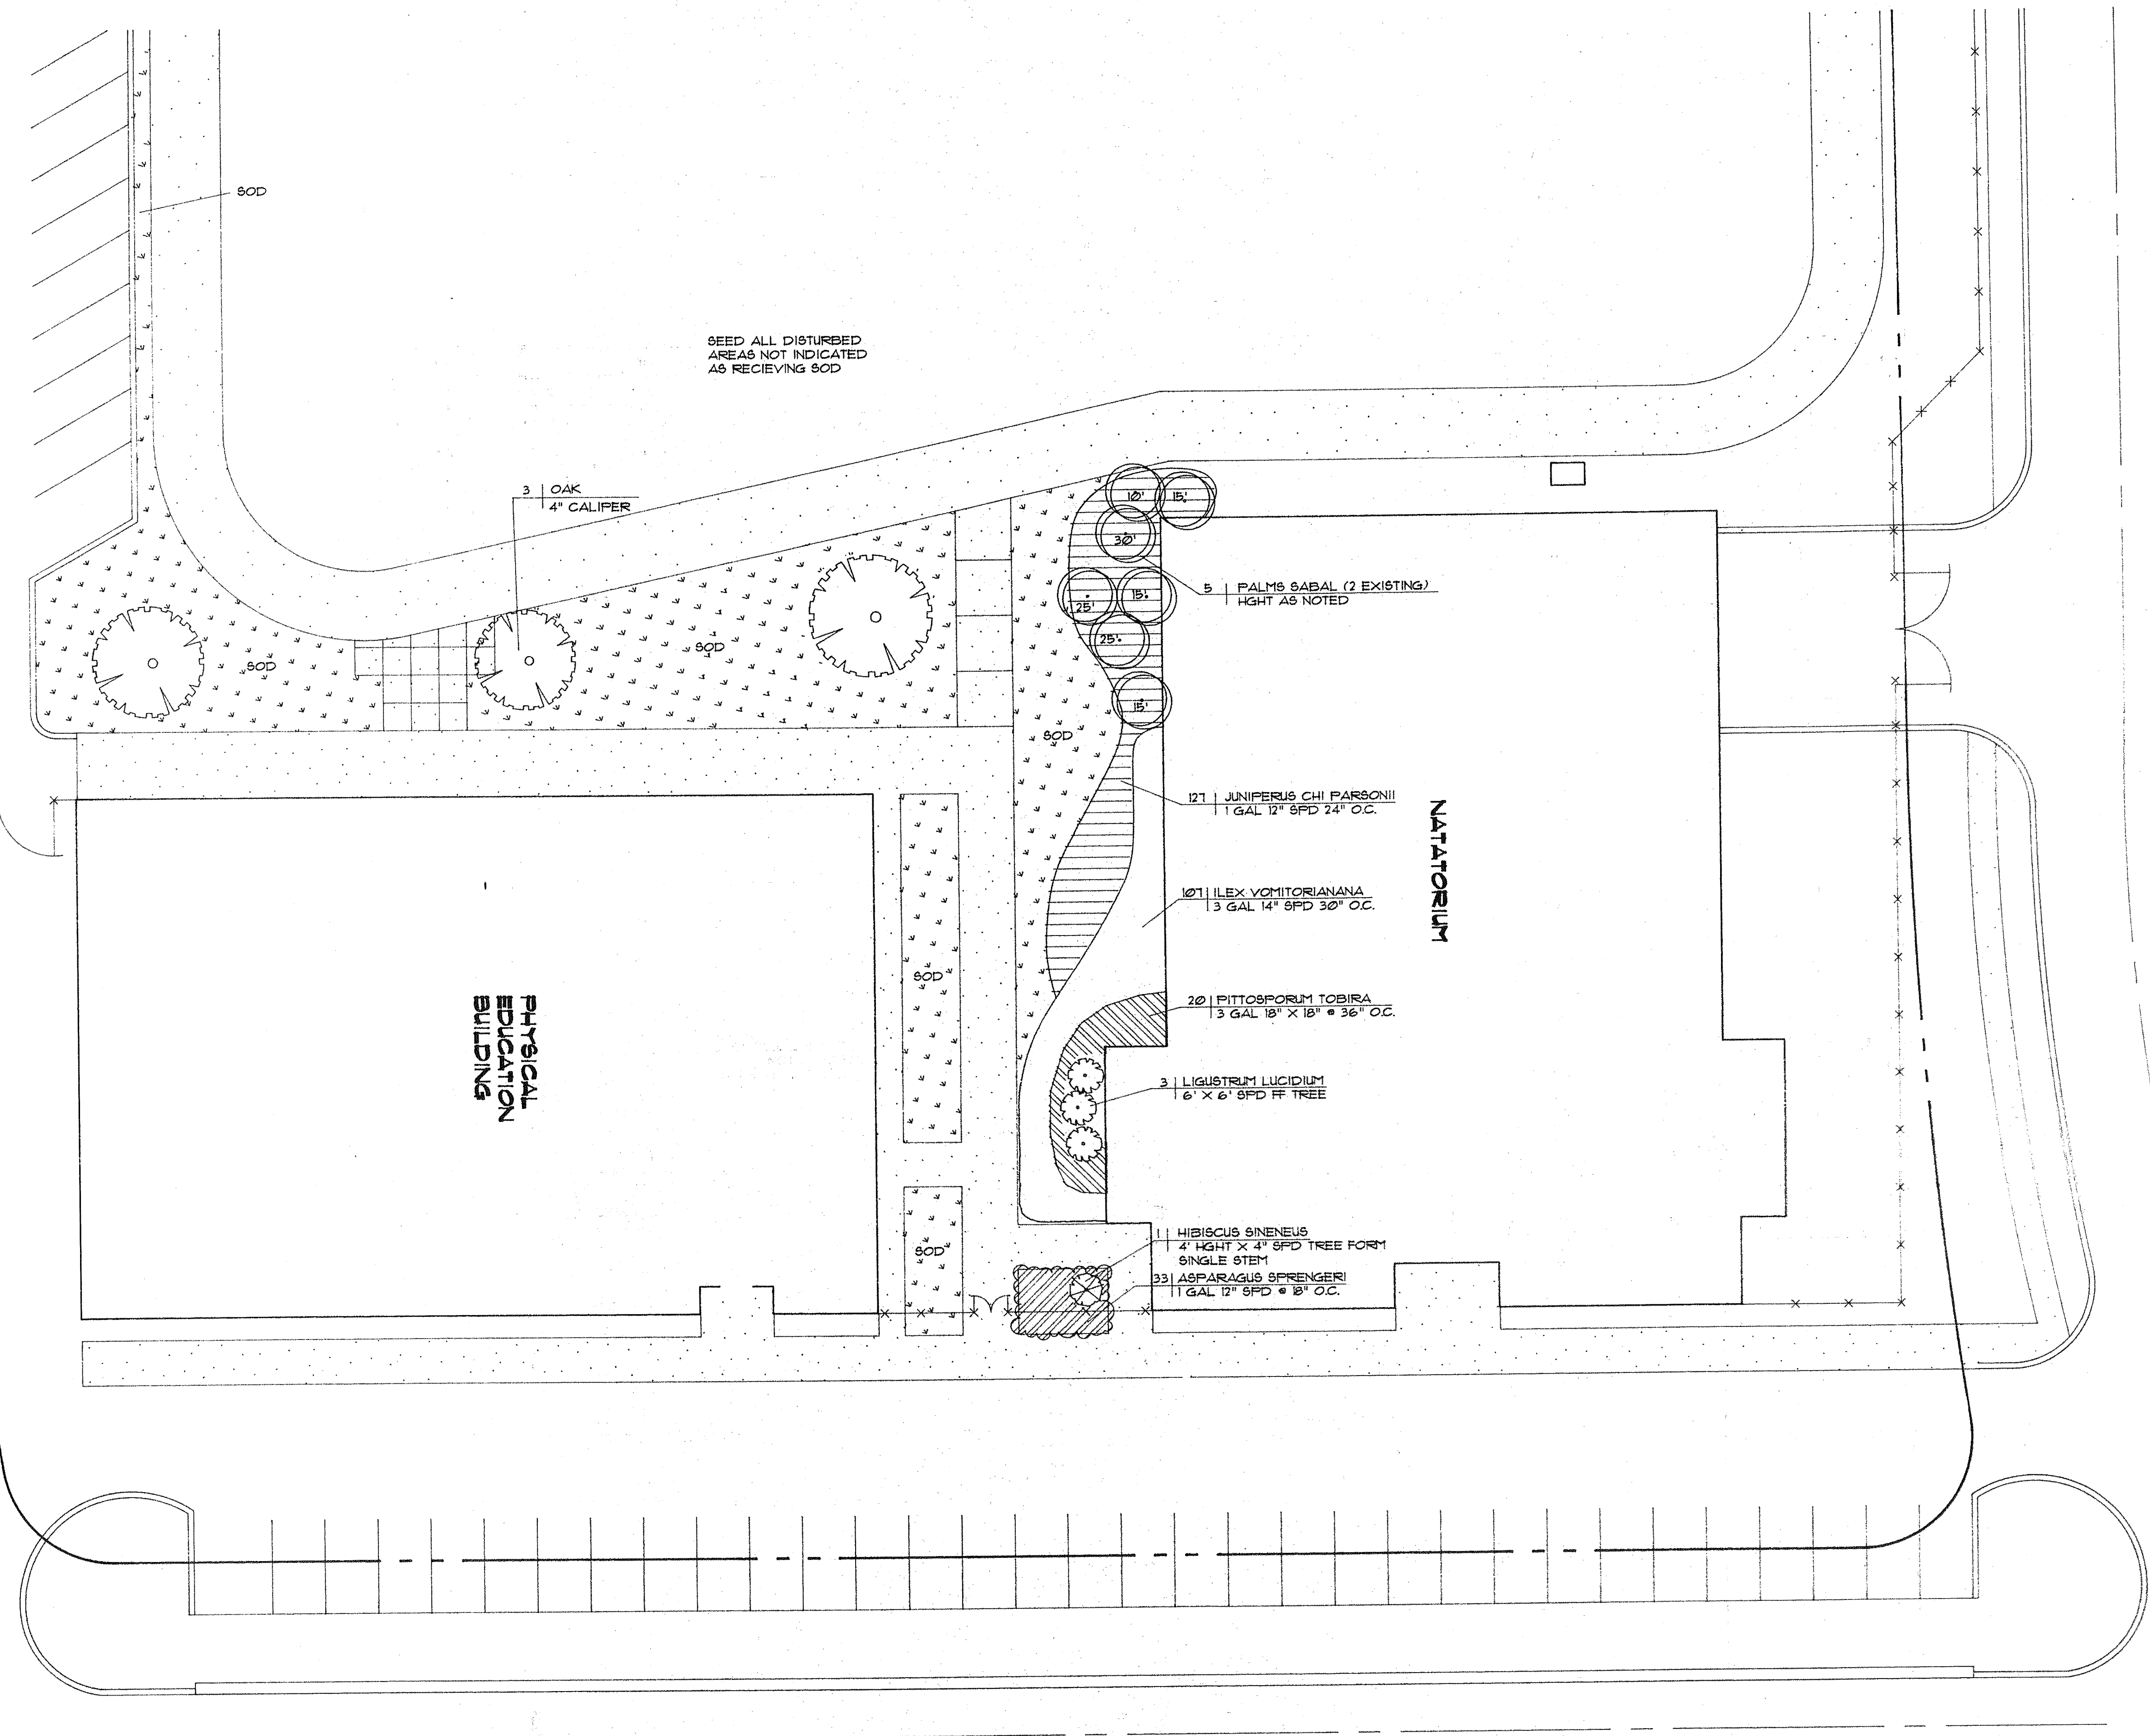 SOD
SEED ALL DISTURBED
AREAS NOT INDICATED
AS RECIEVING SOD
3 | OAK
4" CALIPER
10'
15'
30'
25'
15'
25'
15'
5 | PALMS SABAL (2 EXISTING)
HGHT AS NOTED
SOD
SOD
SOD
127 | JUNIPERUS CHI PARSONII
1 GAL 12" SPD 24" O.C.
NATATORIUM
107 | ILEX VOMITORIANANA
3 GAL 14" SPD 30" O.C.
SOD
20 | PITTOSPORUM TOBIRA
3 GAL 18" X 18" @ 36" O.C.
PHYSICAL
EDUCATION
BUILDING
3 | LIGUSTRUM LUCIDIUM
6' X 6' SPD FF TREE
SOD
1 | HIBISCUS SINENEUS
4' HGHT X 4" SPD TREE FORM
SINGLE STEM
33 | ASPARAGUS SPRENGERI
1 GAL 12" SPD @ 18" O.C.